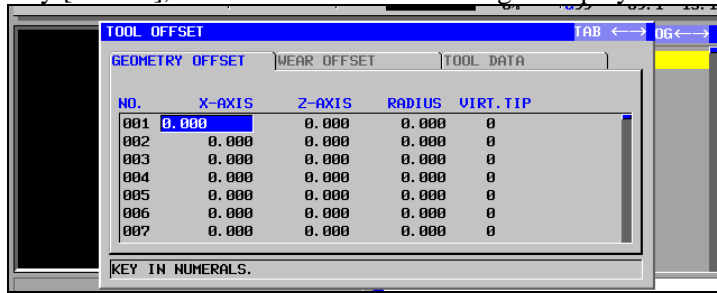 TOOL OFFSET TAB ←→ OG←→
GEOMETRY OFFSET WEAR OFFSET TOOL DATA
NO. X-AXIS Z-AXIS RADIUS VIRT.TIP
001 0.000 0.000 0.000 0
002 0.000 0.000 0.000 0
003 0.000 0.000 0.000 0
004 0.000 0.000 0.000 0
005 0.000 0.000 0.000 0
006 0.000 0.000 0.000 0
007 0.000 0.000 0.000 0
KEY IN NUMERALS.